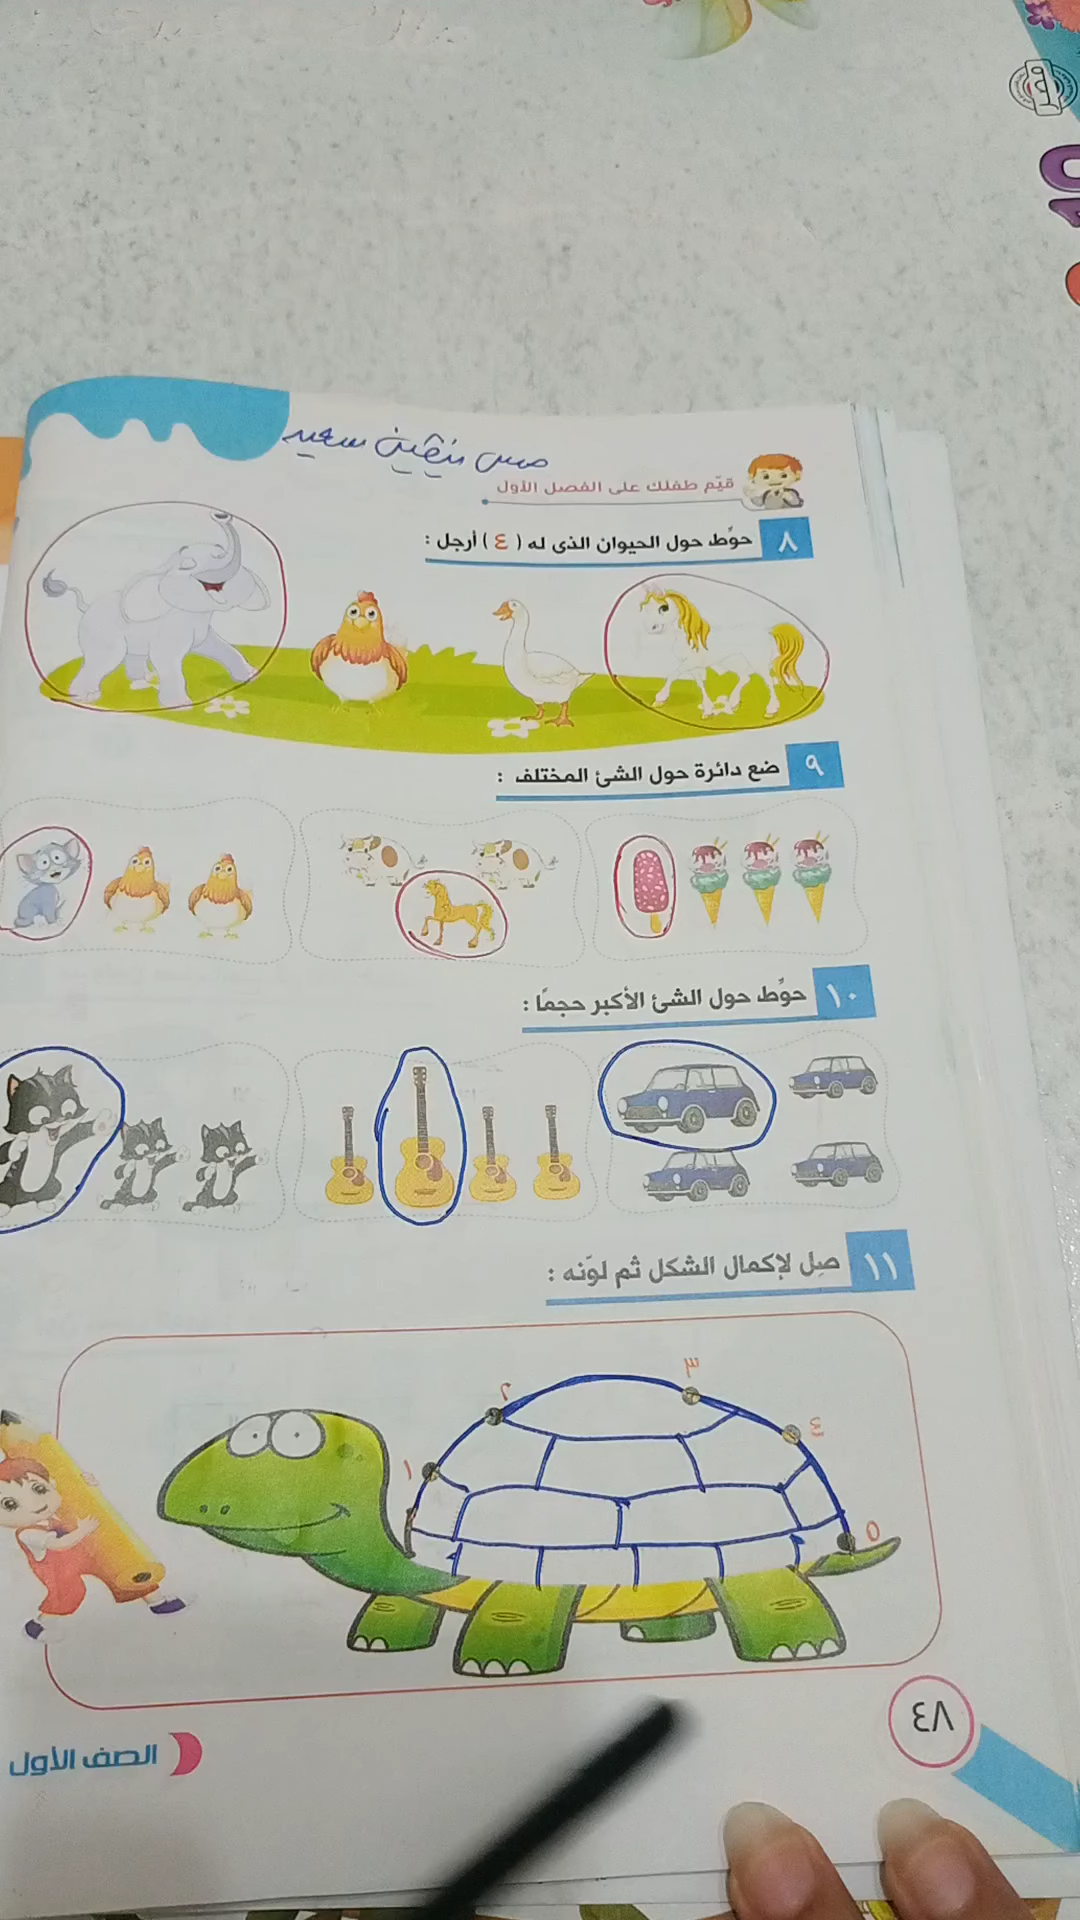 مصر
10
مس نيفين سعيد
قيّم طفلك على الفصل الأول
٨ حوِّط حول الحيوان الذى له ( ٤ ) أرجل :
٩ ضع دائرة حول الشئ المختلف :
١٠ حوِّط حول الشئ الأكبر حجمًا :
١١ صِل لإكمال الشكل ثم لوّنه :
١
٢
٣
٤
٥
٤٨
الصف الأول